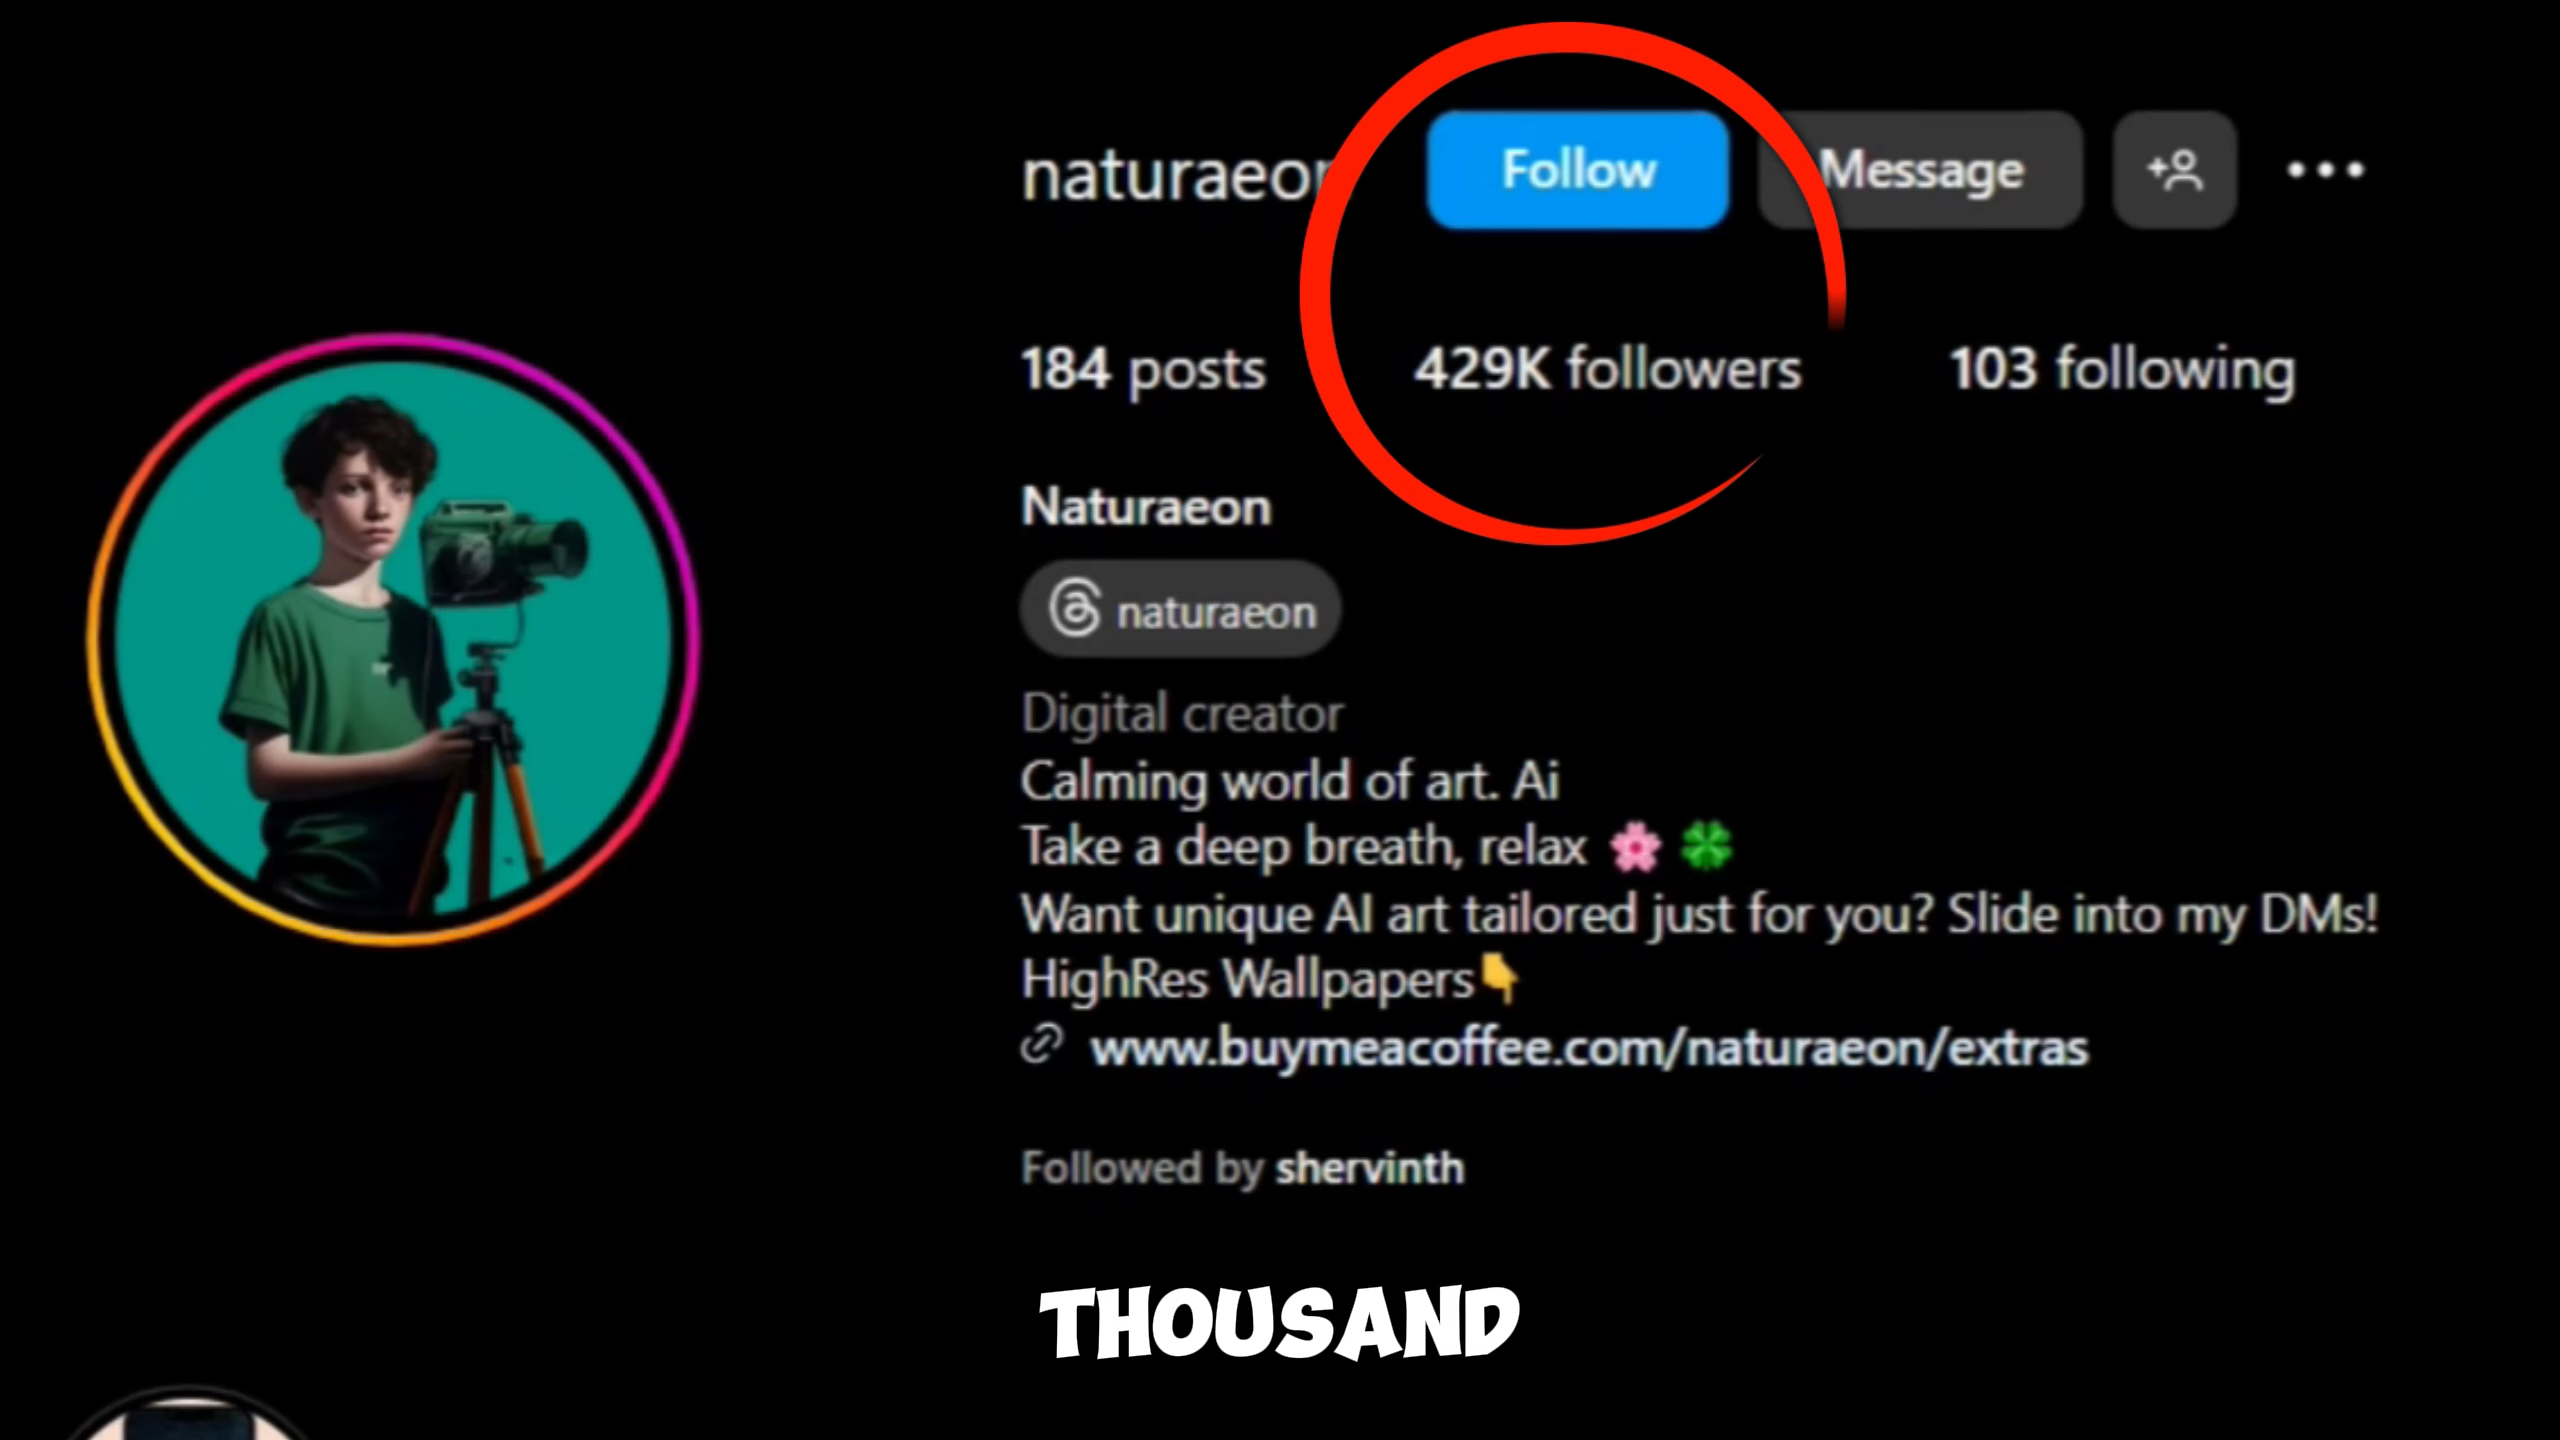 naturaeon Follow Message
184 posts 429K followers 103 following
Naturaeon
naturaeon
Digital creator
Calming world of art. Ai
Take a deep breath, relax 🌸 🍀
Want unique AI art tailored just for you? Slide into my DMs!
HighRes Wallpapers👇
www.buymeacoffee.com/naturaeon/extras
Followed by shervinth
THOUSAND